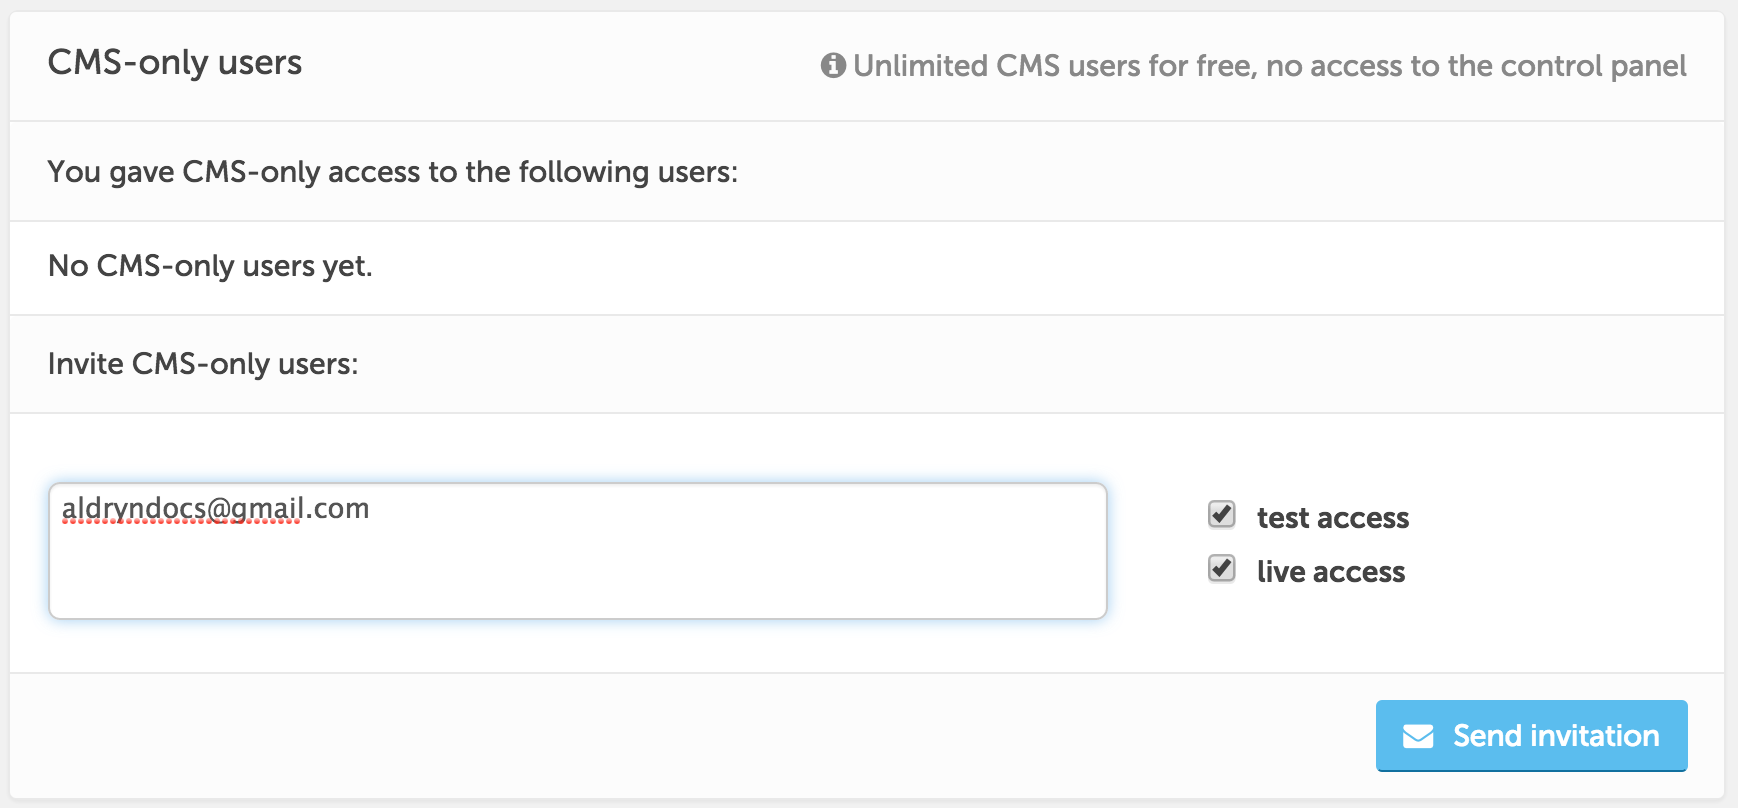 CMS-only users
Unlimited CMS users for free, no access to the control panel
You gave CMS-only access to the following users:
No CMS-only users yet.
Invite CMS-only users:
aldryndocs@gmail.com
test access
live access
Send invitation